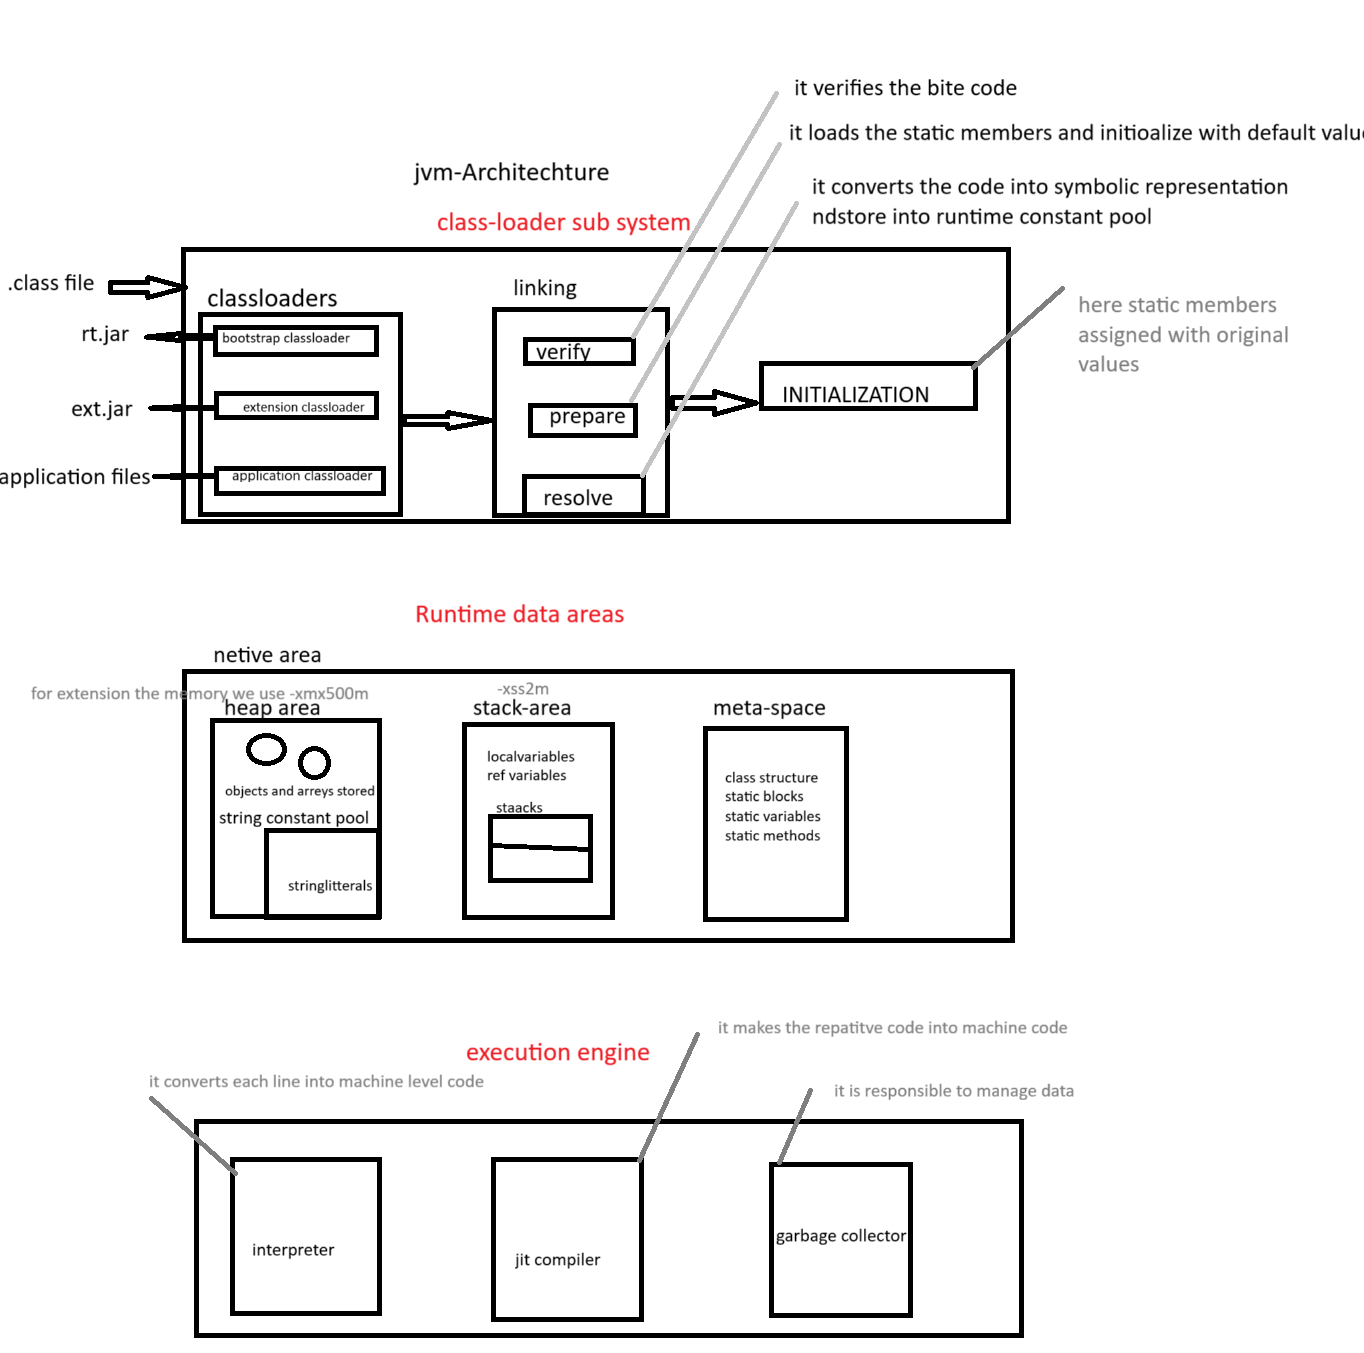 it verifies the bite code
it loads the static members and initioalize with default value
jvm-Architechture
it converts the code into symbolic representation
ndstore into runtime constant pool
class-loader sub system
.class file
classloaders
linking
here static members
assigned with original
values
rt.jar
bootstrap classloader
verify
INITIALIZATION
ext.jar
extension classloader
prepare
application files
application classloader
resolve
Runtime data areas
netive area
for extension the memory we use -xmx500m
-xss2m
heap area
stack-area
meta-space
localvariables
ref variables
class structure
static blocks
static variables
static methods
objects and arreys stored
string constant pool
staacks
stringlitterals
it makes the repatitve code into machine code
execution engine
it converts each line into machine level code
it is responsible to manage data
interpreter
jit compiler
garbage collector